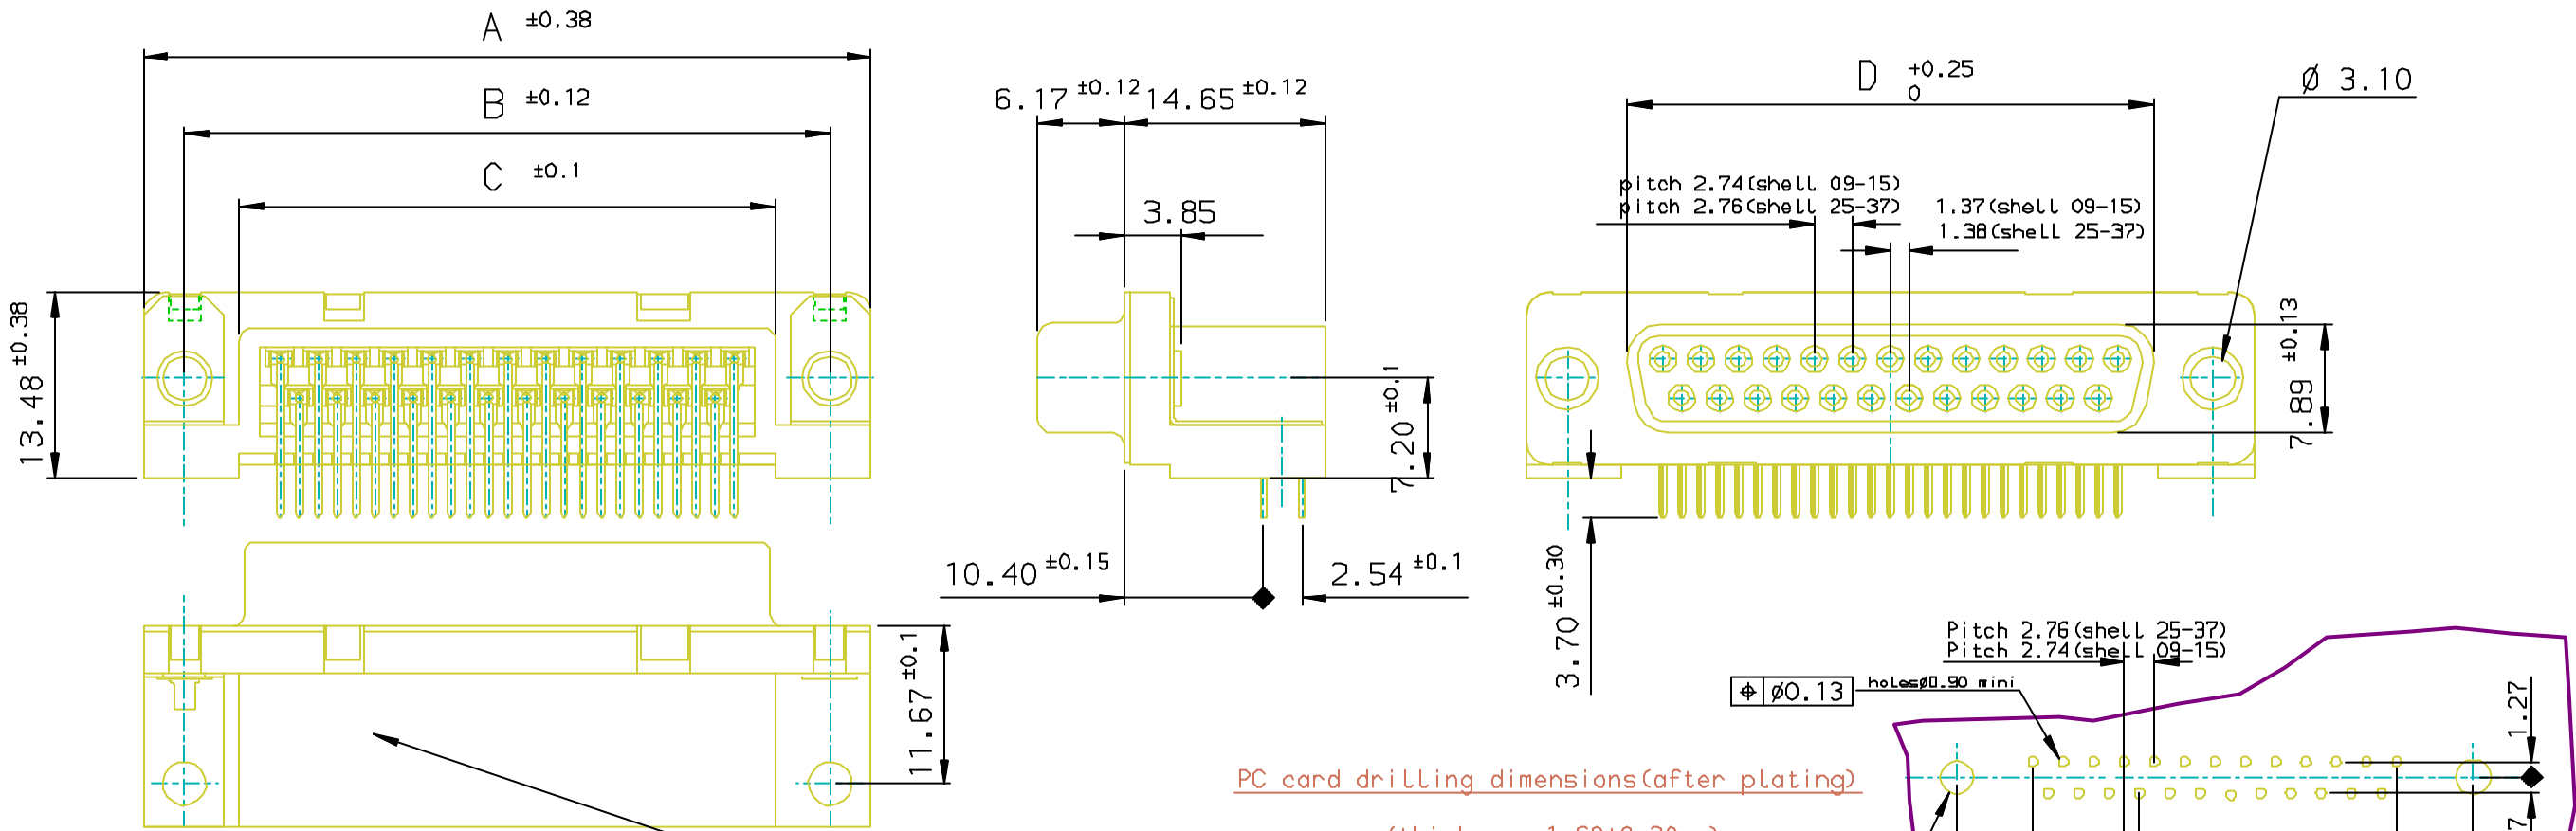 A ±0.38
B ±0.12
C ±0.1
13.48 ±0.38
11.67 ±0.1
6.17 ±0.12
14.65 ±0.12
3.85
7.20 ±0.1
10.40 ±0.15
2.54 ±0.1
D +0.25
0
Ø 3.10
pitch 2.74(shell 09-15)
pitch 2.76(shell 25-37)
1.37(shell 09-15)
1.38(shell 25-37)
7.89 ±0.13
3.70 ±0.30
Pitch 2.76(shell 25-37)
Pitch 2.74(shell 09-15)
⌖ Ø0.13
holesØ0.90 mini
1.27
PC card drilling dimensions(after plating)